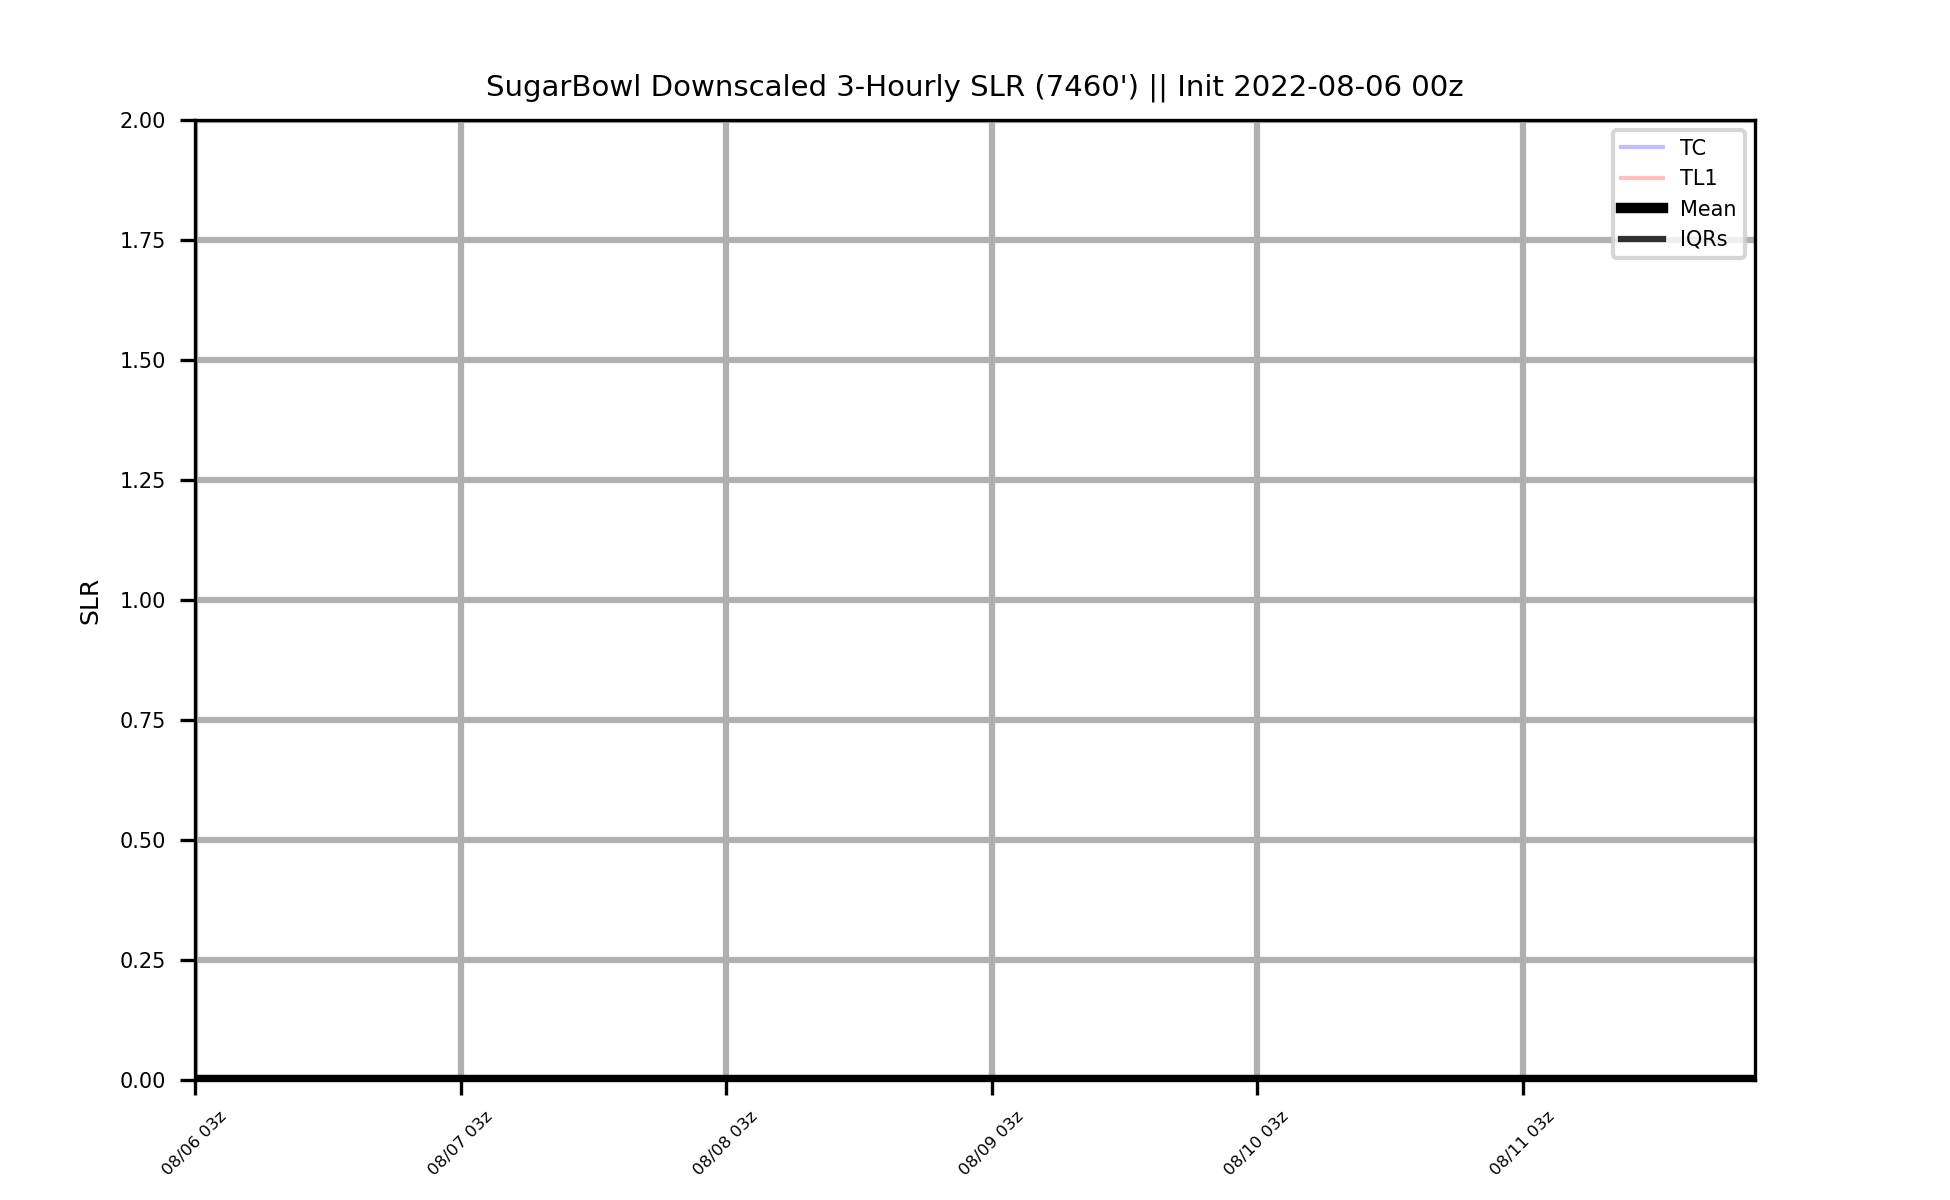 SugarBowl Downscaled 3-Hourly SLR (7460') || Init 2022-08-06 00z
2.00
1.75
1.50
1.25
1.00
0.75
0.50
0.25
0.00
SLR
TC
TL1
Mean
IQRs
08/06 03z
08/07 03z
08/08 03z
08/09 03z
08/10 03z
08/11 03z